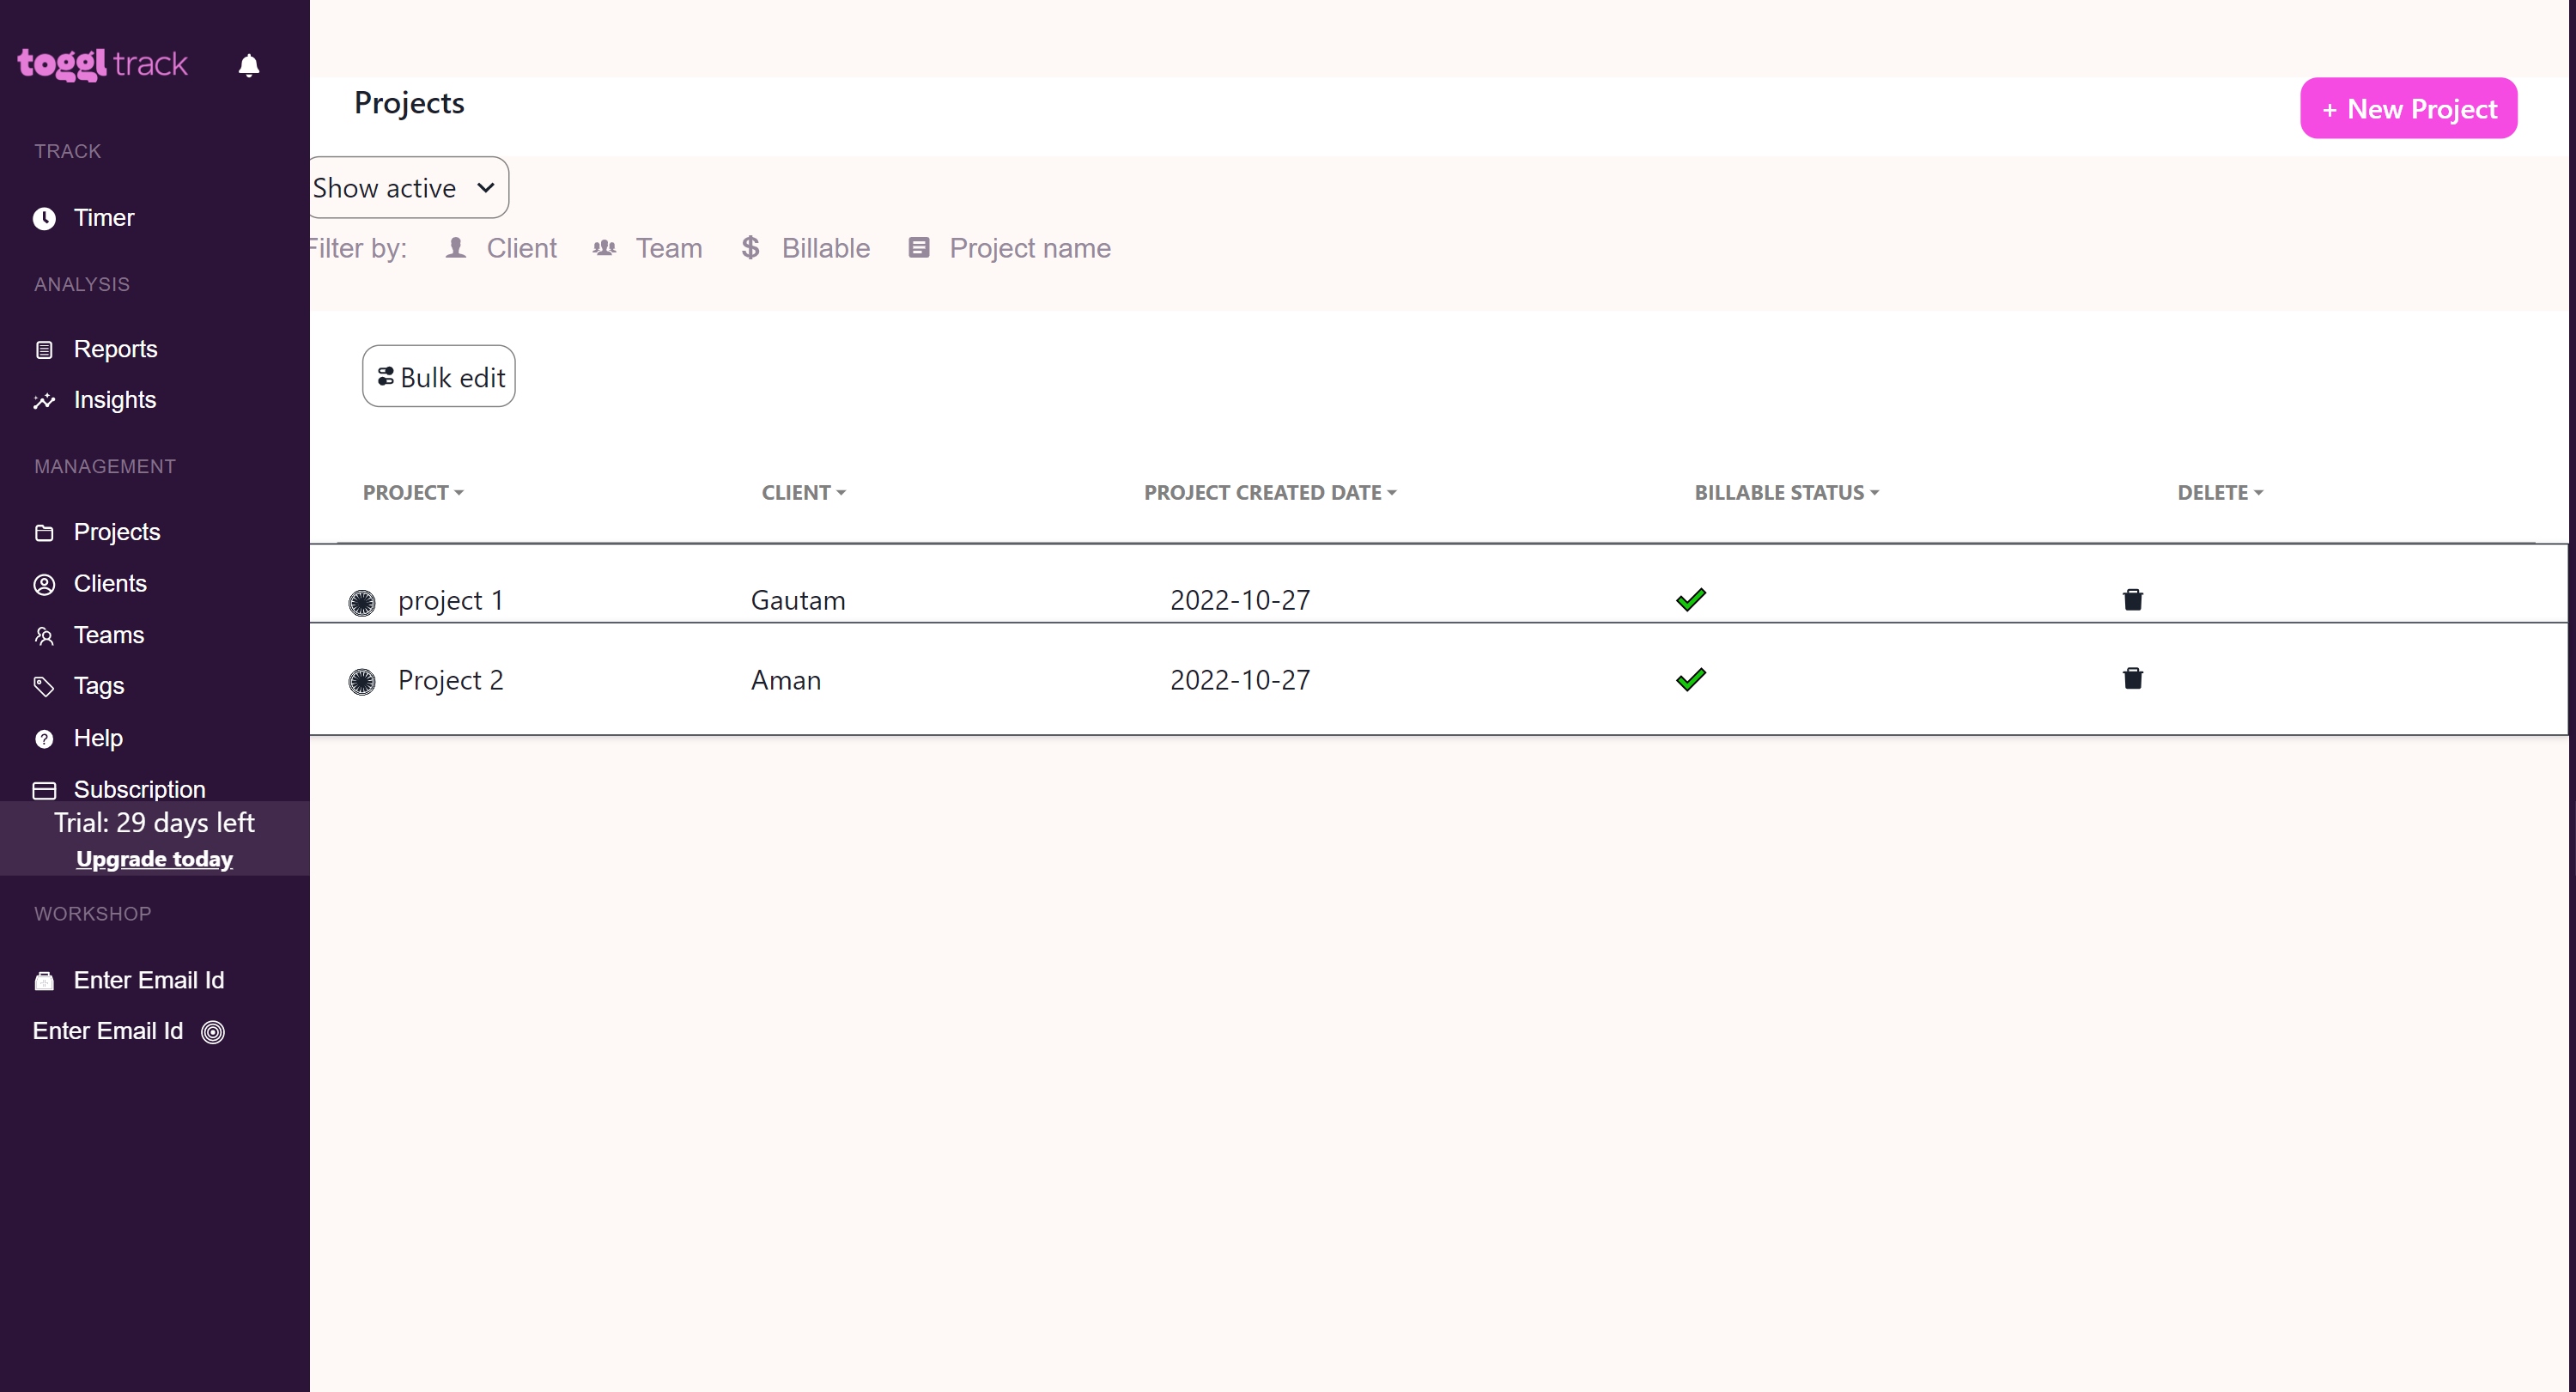 toggl track
TRACK
Timer
ANALYSIS
Reports
Insights
MANAGEMENT
Projects
Clients
Teams
Tags
Help
Subscription
Trial: 29 days left
Upgrade today
WORKSHOP
Enter Email Id
Enter Email Id
Projects
+ New Project
Show active
Filter by: Client Team $ Billable Project name
Bulk edit
PROJECT CLIENT PROJECT CREATED DATE BILLABLE STATUS DELETE
project 1 Gautam 2022-10-27
Project 2 Aman 2022-10-27